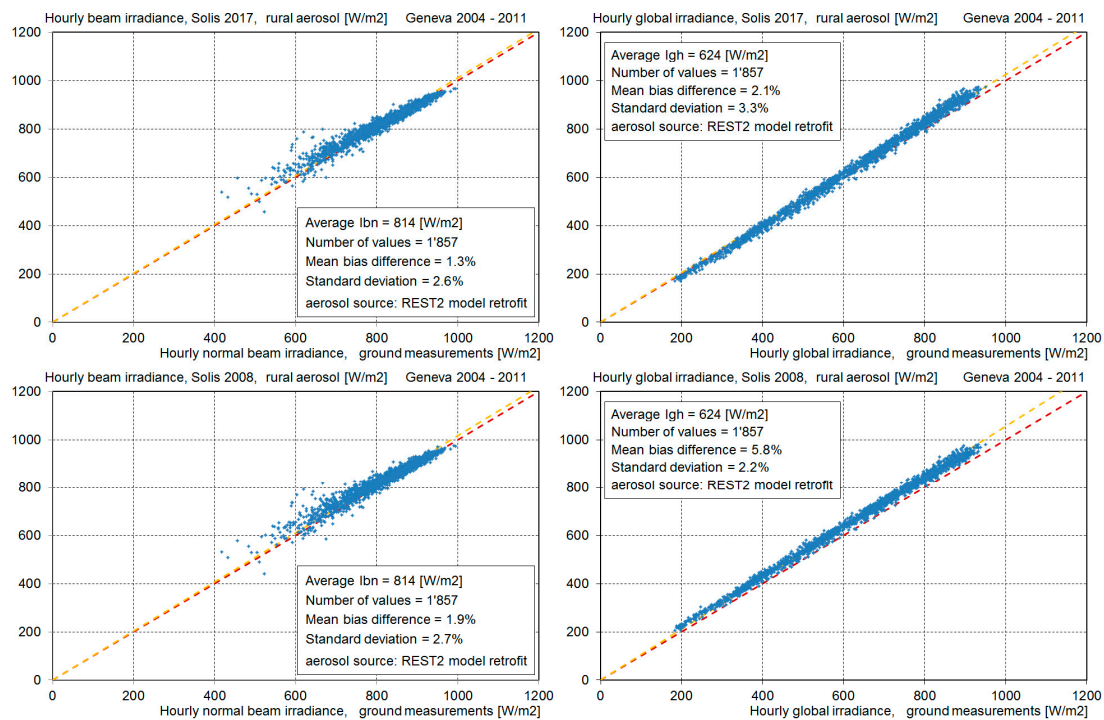 Hourly beam irradiance, Solis 2017, rural aerosol [W/m2] Geneva 2004 - 2011
1200
1000
800
600
400
200
0
Average Ibn = 814 [W/m2]
Number of values = 1'857
Mean bias difference = 1.3%
Standard deviation = 2.6%
aerosol source: REST2 model retrofit
0 200 400 600 800 1000 1200
Hourly normal beam irradiance, ground measurements [W/m2]
Hourly global irradiance, Solis 2017, rural aerosol [W/m2] Geneva 2004 - 2011
1200
1000
800
600
400
200
0
Average Igh = 624 [W/m2]
Number of values = 1'857
Mean bias difference = 2.1%
Standard deviation = 3.3%
aerosol source: REST2 model retrofit
0 200 400 600 800 1000 1200
Hourly global irradiance, ground measurements [W/m2]
Hourly beam irradiance, Solis 2008, rural aerosol [W/m2] Geneva 2004 - 2011
1200
1000
800
600
400
200
0
Average Ibn = 814 [W/m2]
Number of values = 1'857
Mean bias difference = 1.9%
Standard deviation = 2.7%
aerosol source: REST2 model retrofit
0 200 400 600 800 1000 1200
Hourly normal beam irradiance, ground measurements [W/m2]
Hourly global irradiance, Solis 2008, rural aerosol [W/m2] Geneva 2004 - 2011
1200
1000
800
600
400
200
0
Average Igh = 624 [W/m2]
Number of values = 1'857
Mean bias difference = 5.8%
Standard deviation = 2.2%
aerosol source: REST2 model retrofit
0 200 400 600 800 1000 1200
Hourly global irradiance, ground measurements [W/m2]